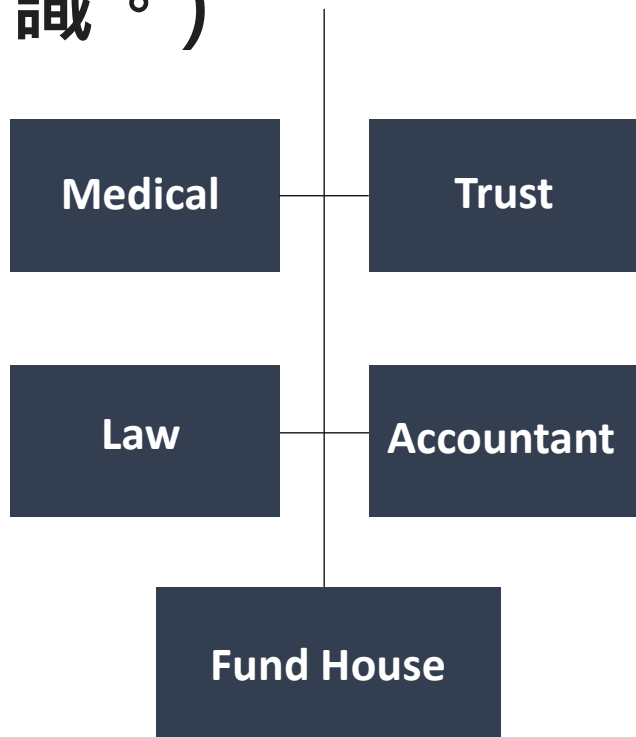 識。)
Medical
Trust
Law
Accountant
Fund House